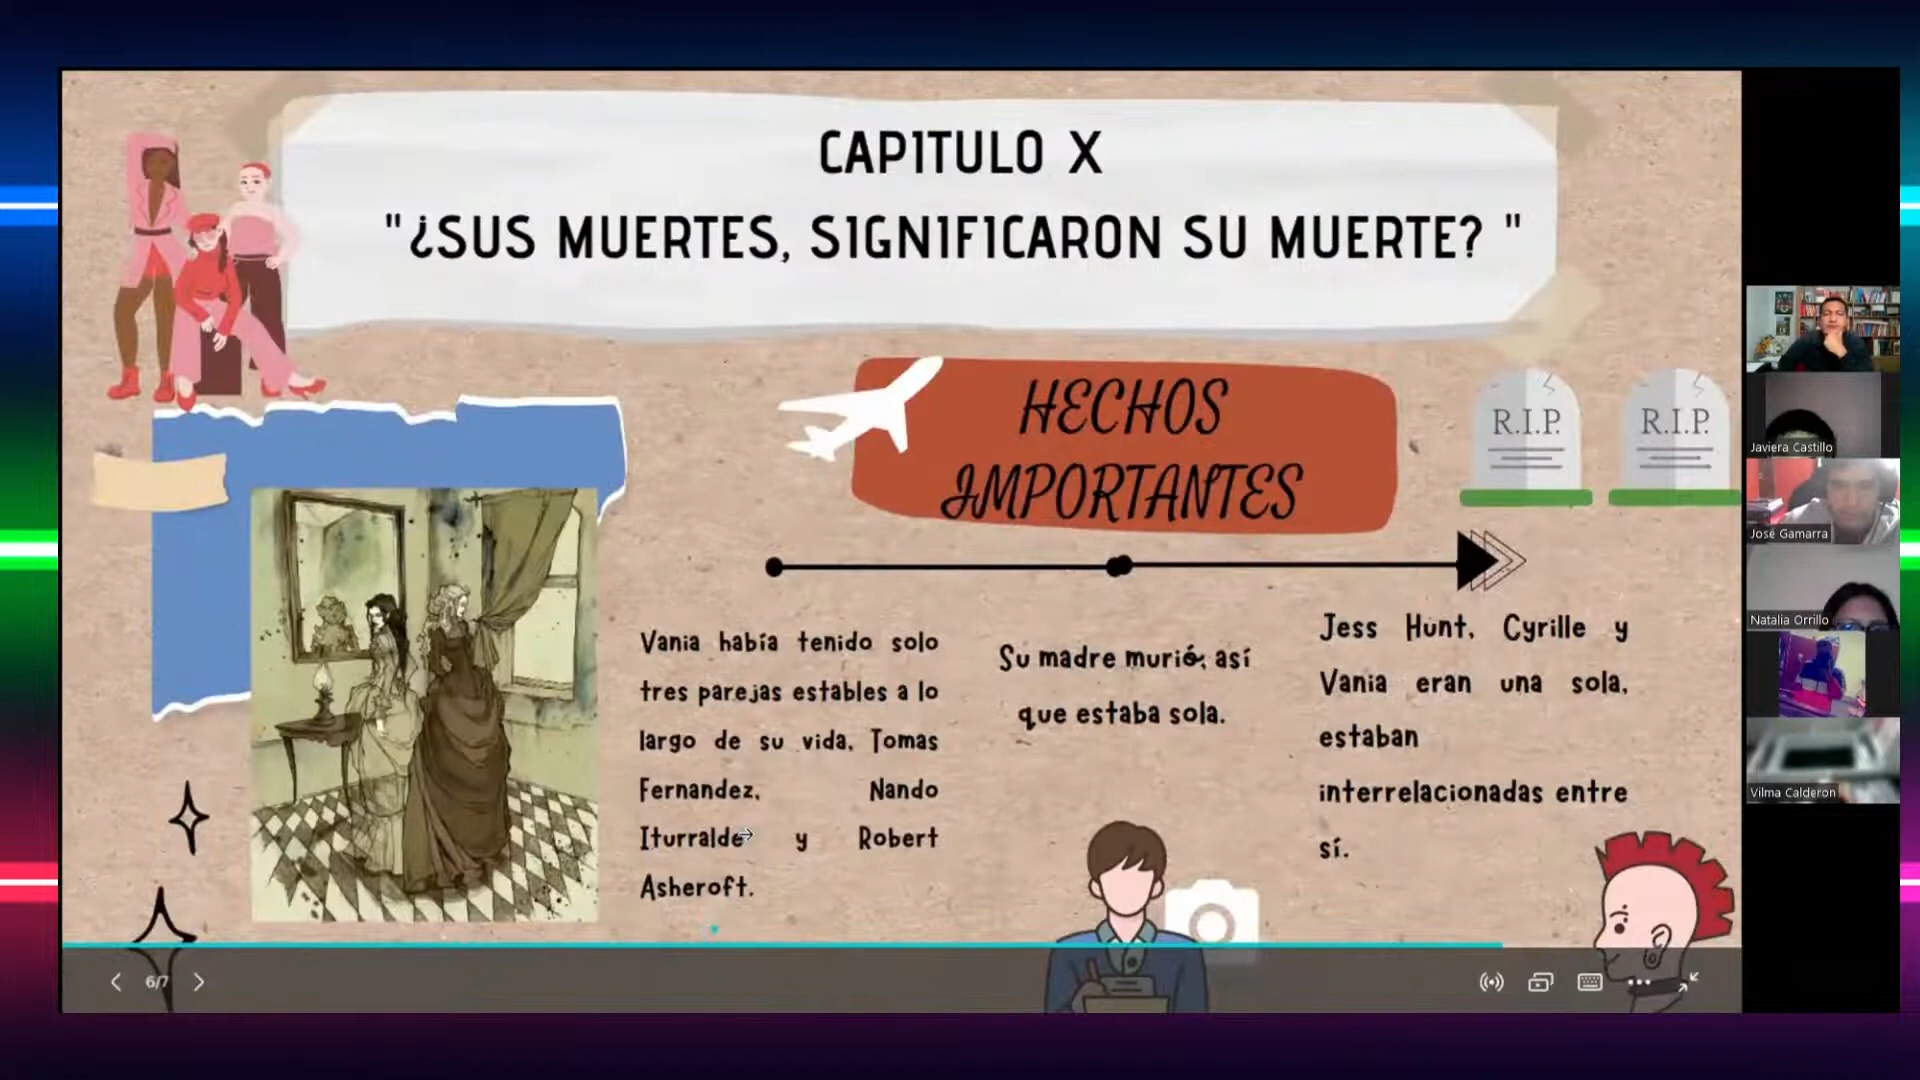 CAPITULO X
"¿SUS MUERTES, SIGNIFICARON SU MUERTE? "
HECHOS
IMPORTANTES
R.I.P.
R.I.P.
Vania había tenido solo
tres parejas estables a lo
largo de su vida, Tomas
Fernandez, Nando
Iturralde y Robert
Asheroft.
Su madre murió, así
que estaba sola.
Jess Hunt, Cyrille y
Vania eran una sola,
estaban
interrelacionadas entre
sí.
Javiera Castillo
José Gamarra
Natalia Orrillo
Vilma Calderon
6/7